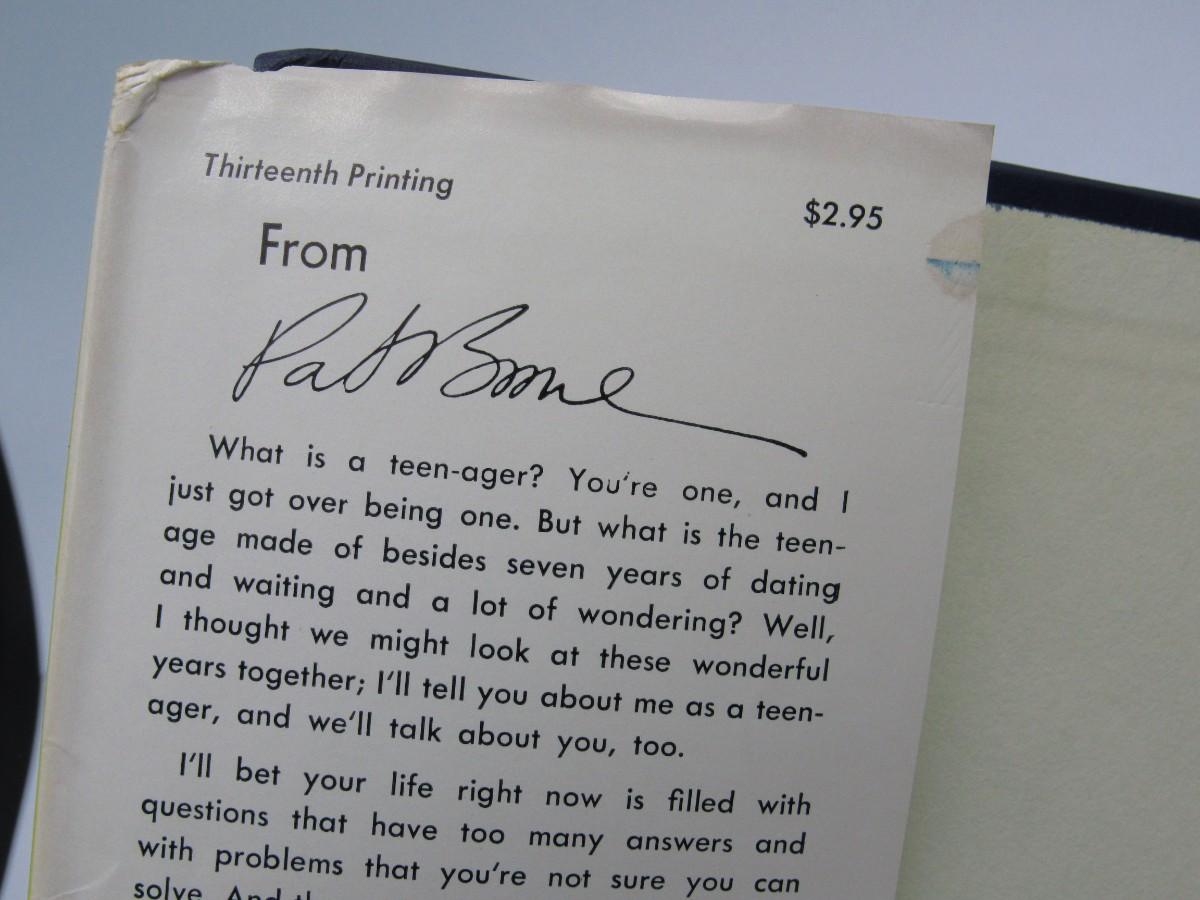 Thirteenth Printing
$2.95
From
Pat Boone
What is a teen-ager? You're one, and I
just got over being one. But what is the teen-
age made of besides seven years of dating
and waiting and a lot of wondering? Well,
I thought we might look at these wonderful
years together; I'll tell you about me as a teen-
ager, and we'll talk about you, too.
I'll bet your life right now is filled with
questions that have too many answers and
with problems that you're not sure you can
solve. And